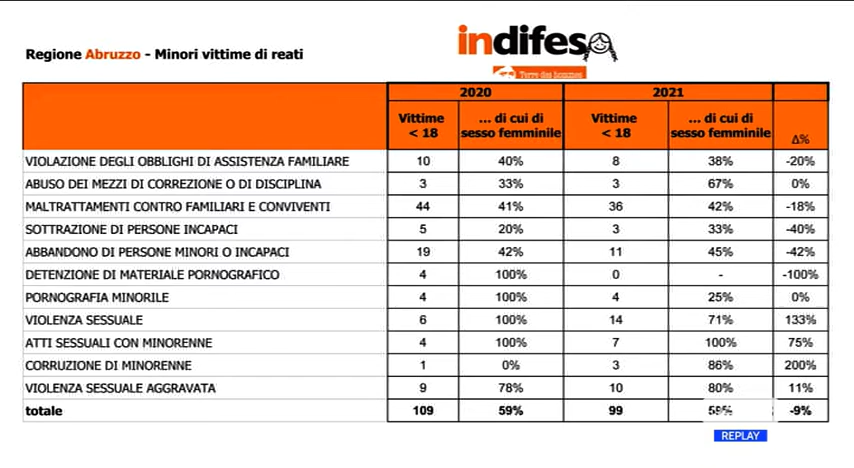 indifesa
Terre des hommes
Regione Abruzzo - Minori vittime di reati
2020 2021
Vittime < 18 ... di cui di sesso femminile Vittime < 18 ... di cui di sesso femminile Δ%
VIOLAZIONE DEGLI OBBLIGHI DI ASSISTENZA FAMILIARE 10 40% 8 38% -20%
ABUSO DEI MEZZI DI CORREZIONE O DI DISCIPLINA 3 33% 3 67% 0%
MALTRATTAMENTI CONTRO FAMILIARI E CONVIVENTI 44 41% 36 42% -18%
SOTTRAZIONE DI PERSONE INCAPACI 5 20% 3 33% -40%
ABBANDONO DI PERSONE MINORI O INCAPACI 19 42% 11 45% -42%
DETENZIONE DI MATERIALE PORNOGRAFICO 4 100% 0 - -100%
PORNOGRAFIA MINORILE 4 100% 4 25% 0%
VIOLENZA SESSUALE 6 100% 14 71% 133%
ATTI SESSUALI CON MINORENNE 4 100% 7 100% 75%
CORRUZIONE DI MINORENNE 1 0% 3 86% 200%
VIOLENZA SESSUALE AGGRAVATA 9 78% 10 80% 11%
totale 109 59% 99 59% -9%
REPLAY